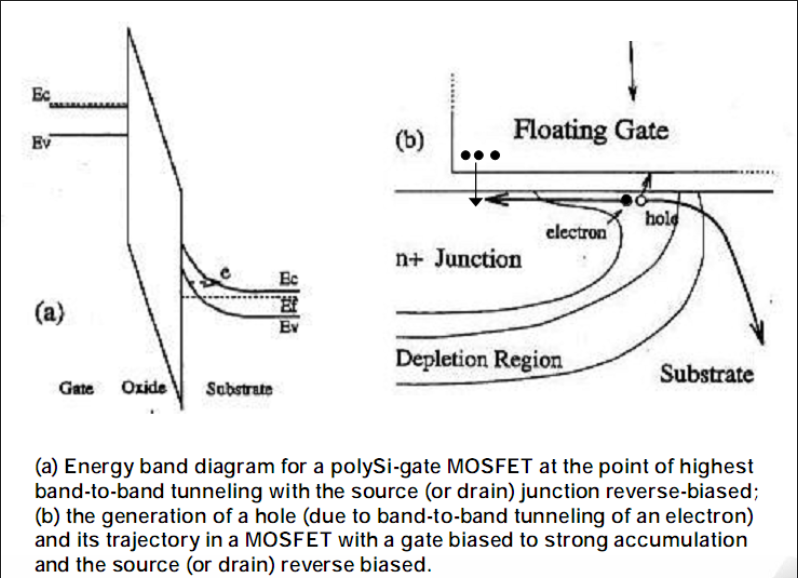 Ec
Ev
(a)
e
Ec
Ef
Ev
Gate Oxide Substrate
(b)
Floating Gate
electron
hole
n+ Junction
Depletion Region
Substrate
(a) Energy band diagram for a polySi-gate MOSFET at the point of highest
band-to-band tunneling with the source (or drain) junction reverse-biased;
(b) the generation of a hole (due to band-to-band tunneling of an electron)
and its trajectory in a MOSFET with a gate biased to strong accumulation
and the source (or drain) reverse biased.